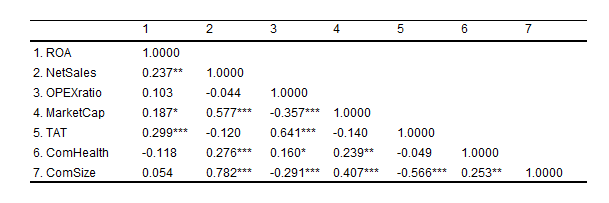 1 2 3 4 5 6 7
1. ROA 1.0000
2. NetSales 0.237** 1.0000
3. OPEXratio 0.103 -0.044 1.0000
4. MarketCap 0.187* 0.577*** -0.357*** 1.0000
5. TAT 0.299*** -0.120 0.641*** -0.140 1.0000
6. ComHealth -0.118 0.276*** 0.160* 0.239** -0.049 1.0000
7. ComSize 0.054 0.782*** -0.291*** 0.407*** -0.566*** 0.253** 1.0000